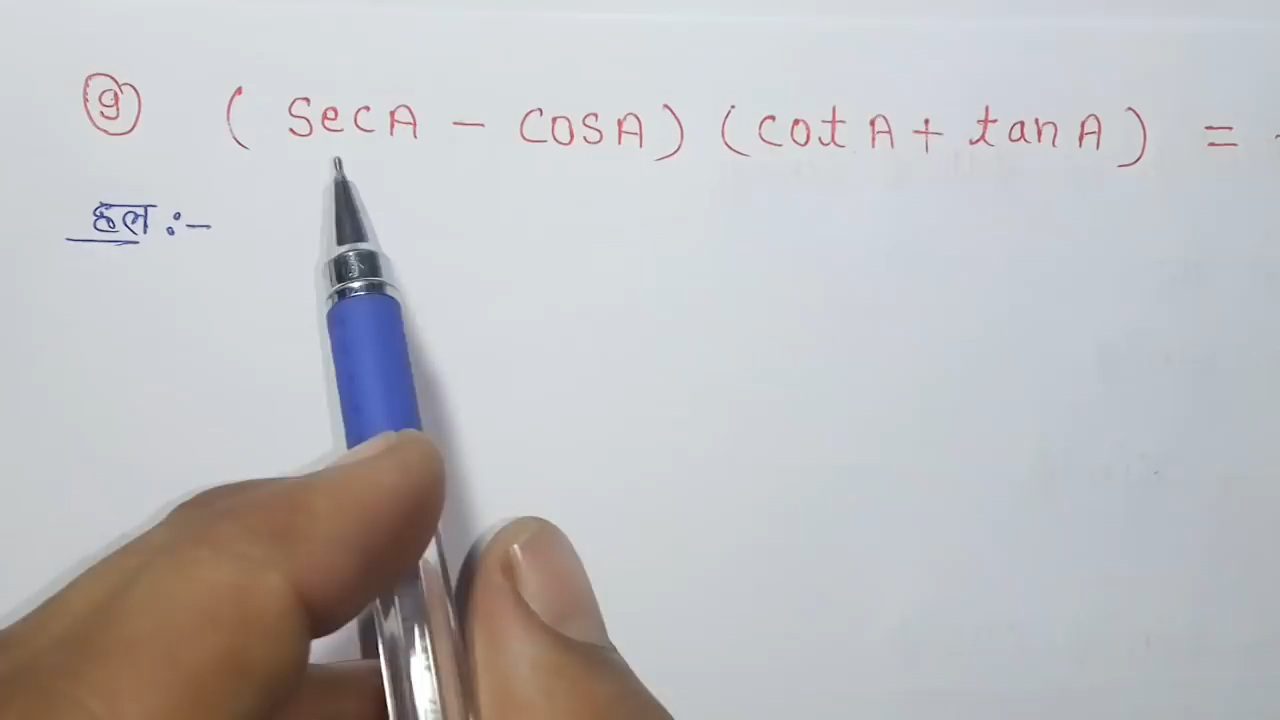 9 ( SecA - COSA) (cot A + tan A) =
हल :-